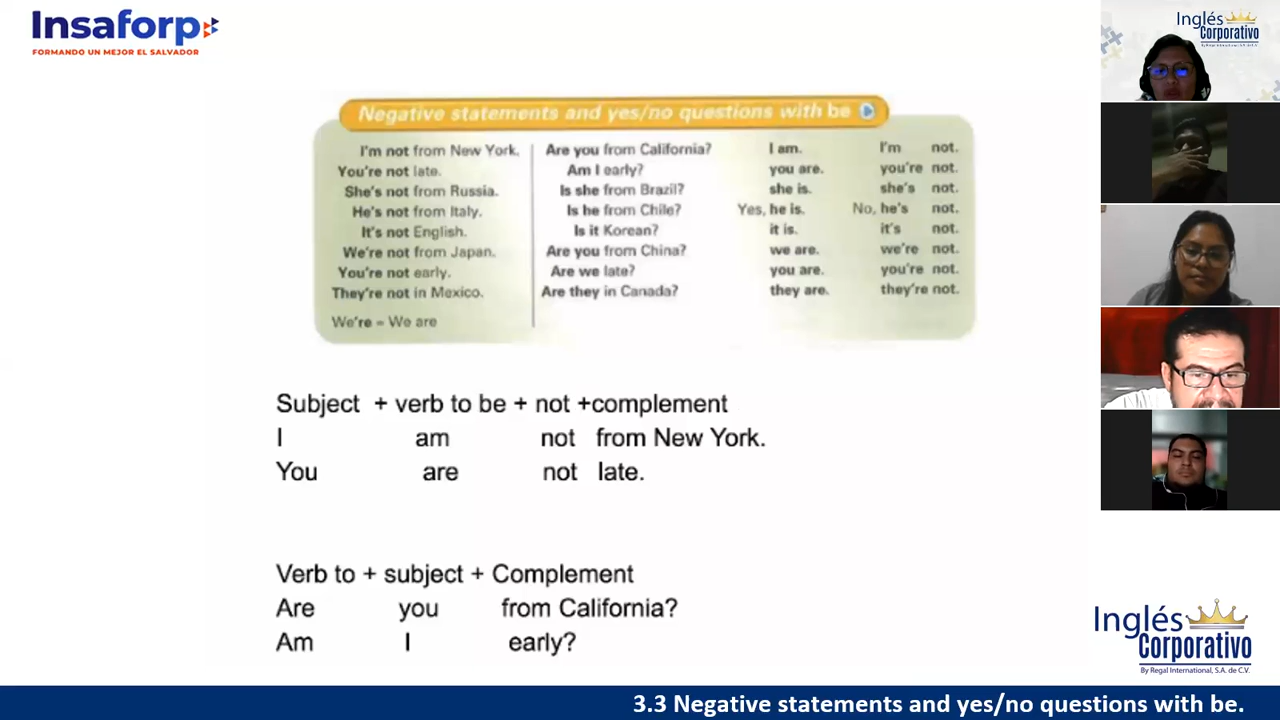 Insaforp
FORMANDO UN MEJOR EL SALVADOR
Inglés
Corporativo
By Regal International, S.A. de C.V.
Negative statements and yes/no questions with be
I'm not from New York. Are you from California? I am. I'm not.
You're not late. Am I early? you are. you're not.
She's not from Russia. Is she from Brazil? she is. she's not.
He's not from Italy. Is he from Chile? Yes, he is. No, he's not.
It's not English. Is it Korean? it is. it's not.
We're not from Japan. Are you from China? we are. we're not.
You're not early. Are we late? you are. you're not.
They're not in Mexico. Are they in Canada? they are. they're not.
We're = We are
Subject + verb to be + not +complement
I am not from New York.
You are not late.
Verb to + subject + Complement
Are you from California?
Am I early?
Inglés
Corporativo
By Regal International, S.A. de C.V.
3.3 Negative statements and yes/no questions with be.